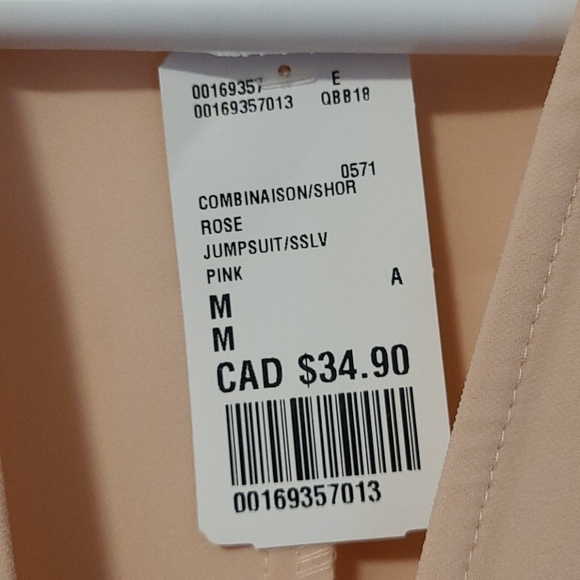 00169357 E
00169357013 QBB18
0571
COMBINAISON/SHOR
ROSE
JUMPSUIT/SSLV
PINK A
M
M
CAD $34.90
00169357013